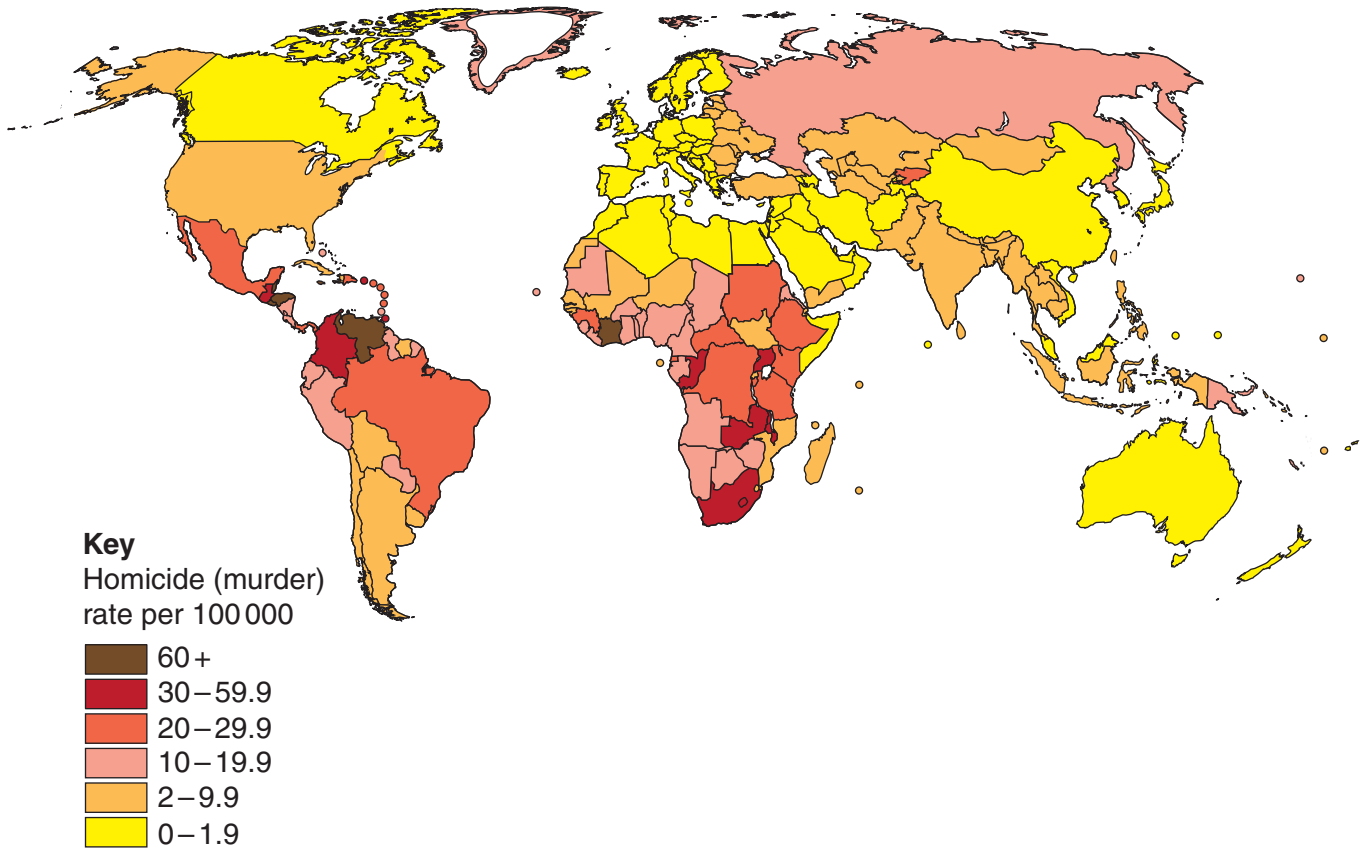 Key
Homicide (murder)
rate per 100 000
60 +
30 – 59.9
20 – 29.9
10 – 19.9
2 – 9.9
0 – 1.9